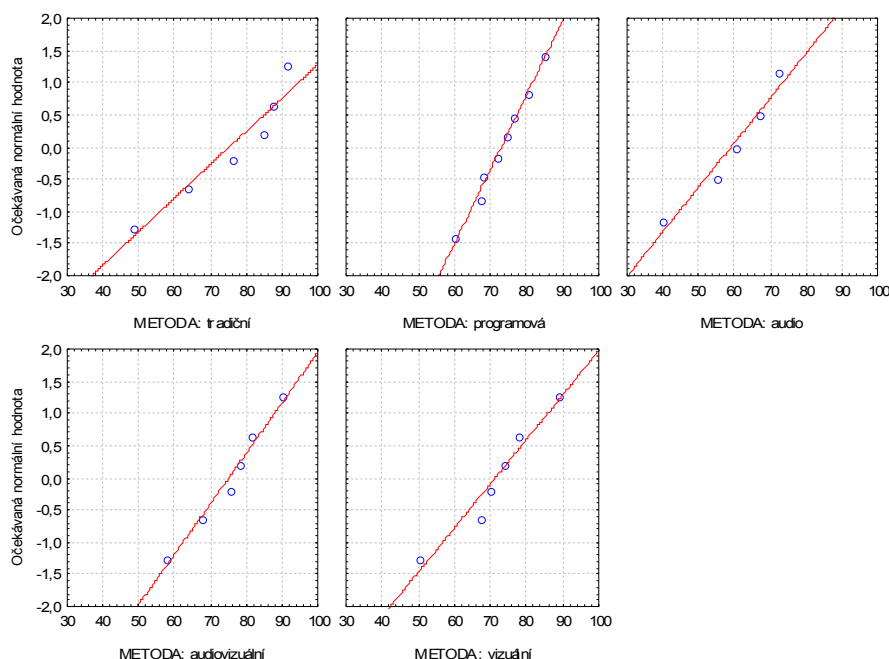 2,0
1,5
1,0
0,5
0,0
-0,5
-1,0
-1,5
-2,0
Očekávaná normální hodnota
30 40 50 60 70 80 90 100
METODA: tradiční
30 40 50 60 70 80 90 100
METODA: programová
30 40 50 60 70 80 90 100
METODA: audio
2,0
1,5
1,0
0,5
0,0
-0,5
-1,0
-1,5
-2,0
Očekávaná normální hodnota
30 40 50 60 70 80 90 100
METODA: audiovizuální
30 40 50 60 70 80 90 100
METODA: vizuální